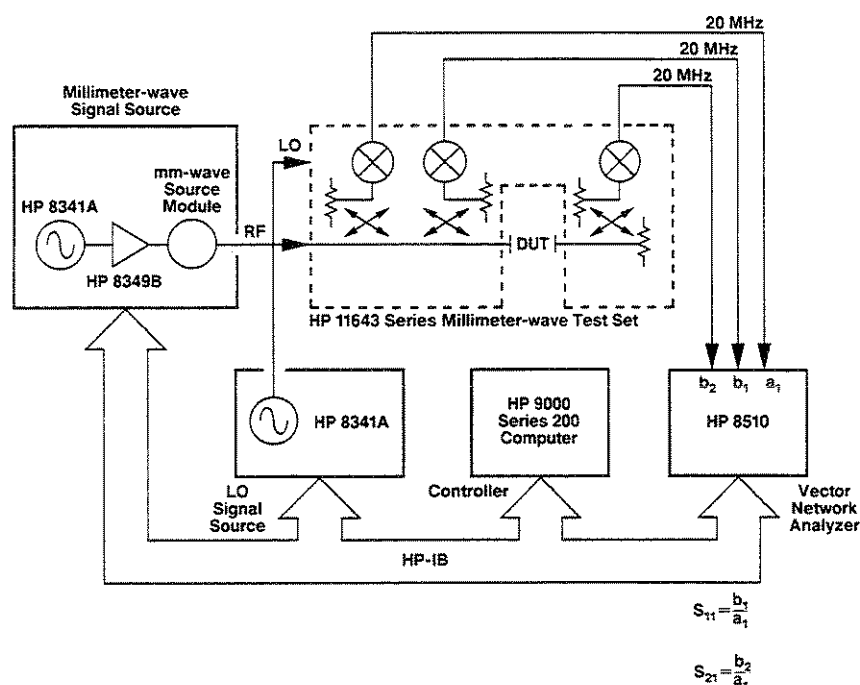 20 MHz
20 MHz
20 MHz
Millimeter-wave
Signal Source
LO
mm-wave
Source
Module
HP 8341A
RF
HP 8349B
DUT
HP 11643 Series Millimeter-wave Test Set
b2 b1 a1
HP 8510
HP 8341A
HP 9000
Series 200
Computer
LO
Signal
Source
Controller
Vector
Network
Analyzer
HP-IB
S11 = b1/a1
S21 = b2/a1